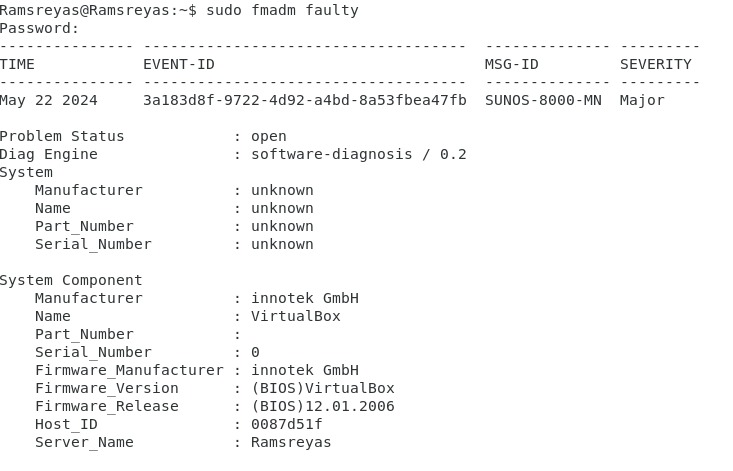 Ramsreyas@Ramsreyas:~$ sudo fmadm faulty
Password:
--------------- ------------------------------------  -------------- ---------
TIME            EVENT-ID                              MSG-ID         SEVERITY
--------------- ------------------------------------  -------------- ---------
May 22 2024     3a183d8f-9722-4d92-a4bd-8a53fbea47fb  SUNOS-8000-MN  Major
Problem Status            : open
Diag Engine               : software-diagnosis / 0.2
System
    Manufacturer          : unknown
    Name                  : unknown
    Part_Number           : unknown
    Serial_Number         : unknown
System Component
    Manufacturer          : innotek GmbH
    Name                  : VirtualBox
    Part_Number           :
    Serial_Number         : 0
    Firmware_Manufacturer : innotek GmbH
    Firmware_Version      : (BIOS)VirtualBox
    Firmware_Release      : (BIOS)12.01.2006
    Host_ID               : 0087d51f
    Server_Name           : Ramsreyas